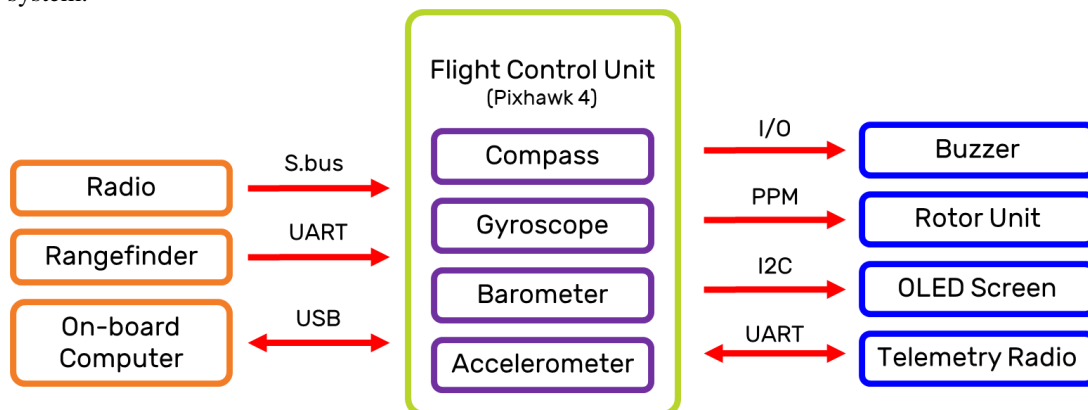 system.
Flight Control Unit
(Pixhawk 4)
Compass
Gyroscope
Barometer
Accelerometer
Radio
Rangefinder
On-board
Computer
S.bus
UART
USB
I/O
PPM
I2C
UART
Buzzer
Rotor Unit
OLED Screen
Telemetry Radio